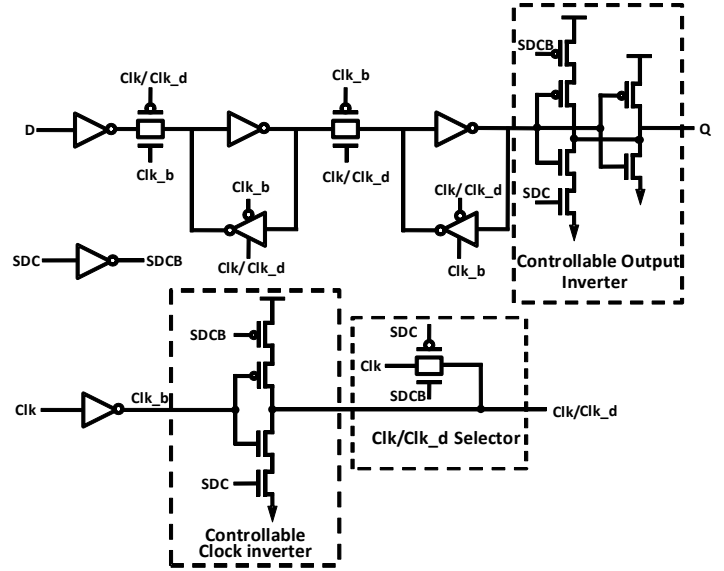 SDCB
Clk/Clk_d
Clk_b
D
Q
Clk_b
Clk/Clk_d
Clk_b
Clk/Clk_d
SDC
Clk/Clk_d
Clk_b
SDC
SDCB
Controllable Output
Inverter
SDCB
SDC
Clk
SDCB
Clk
Clk_b
Clk/Clk_d
Clk/Clk_d Selector
SDC
Controllable
Clock inverter